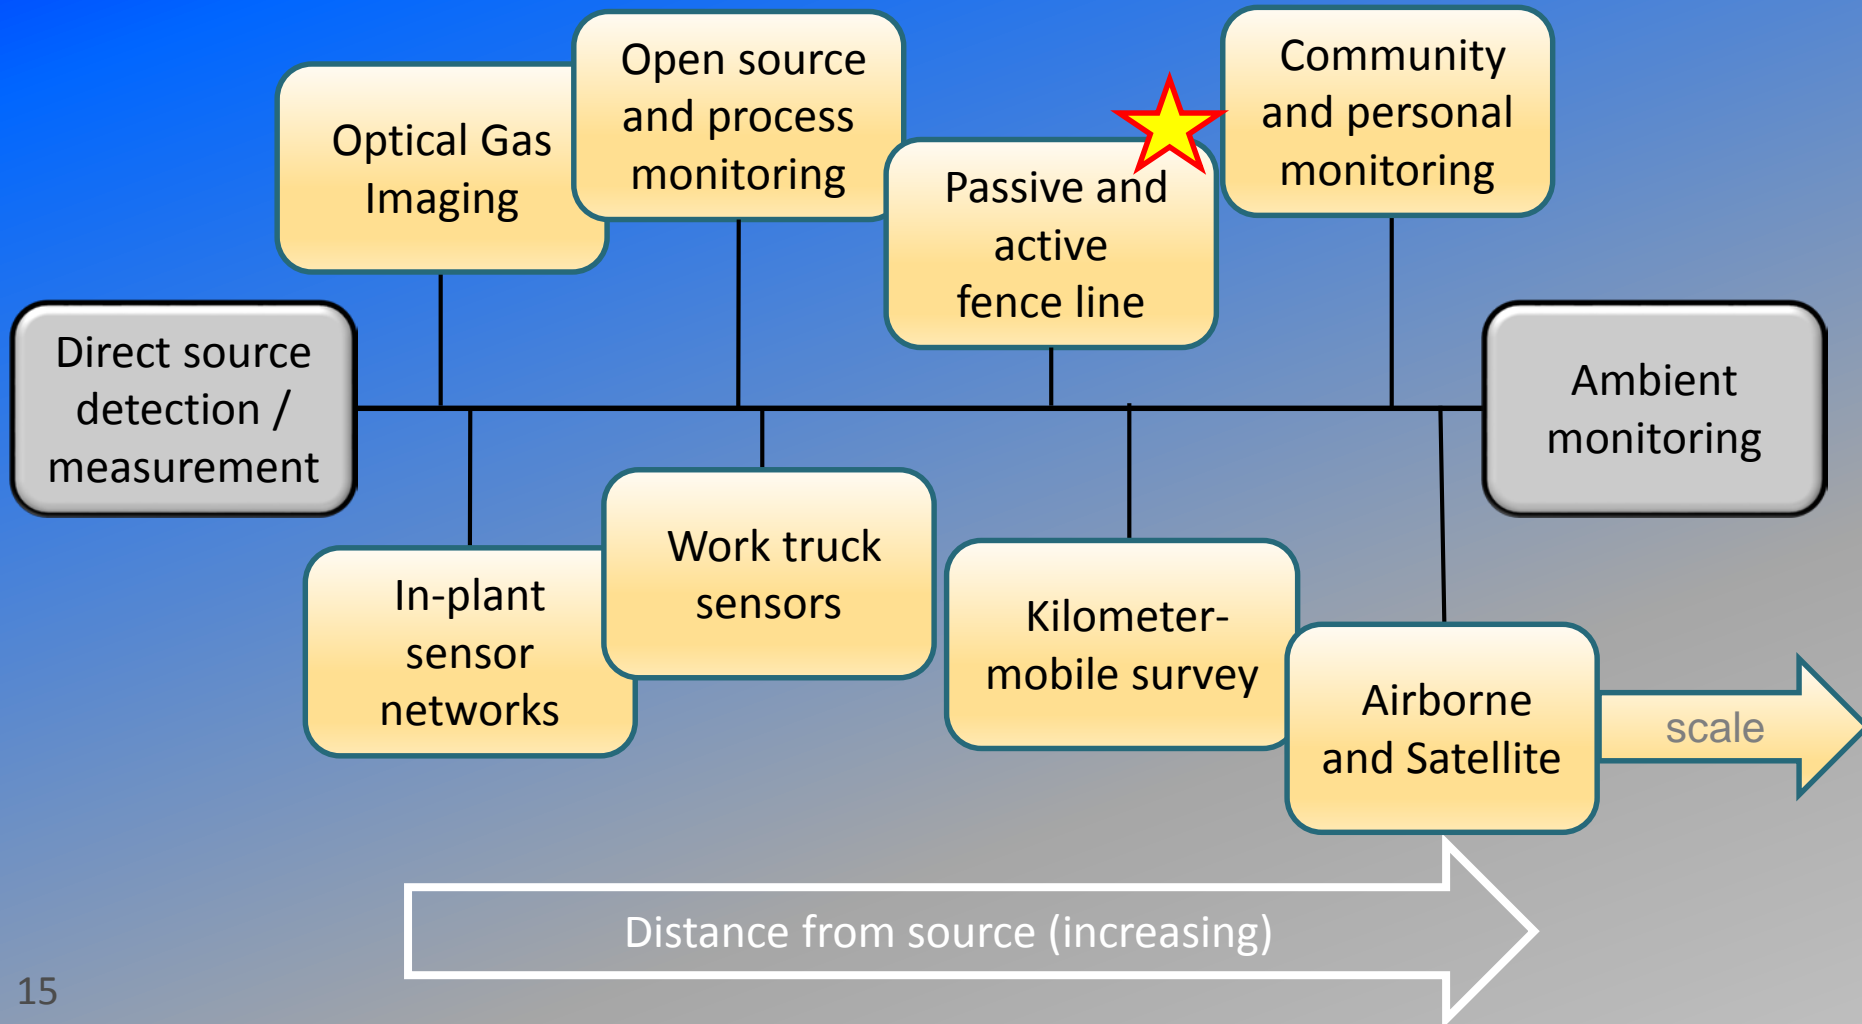 Optical Gas
Imaging
Open source
and process
monitoring
Passive and
active
fence line
Community
and personal
monitoring
Direct source
detection /
measurement
Ambient
monitoring
In-plant
sensor
networks
Work truck
sensors
Kilometer-
mobile survey
Airborne
and Satellite
scale
Distance from source (increasing)
15